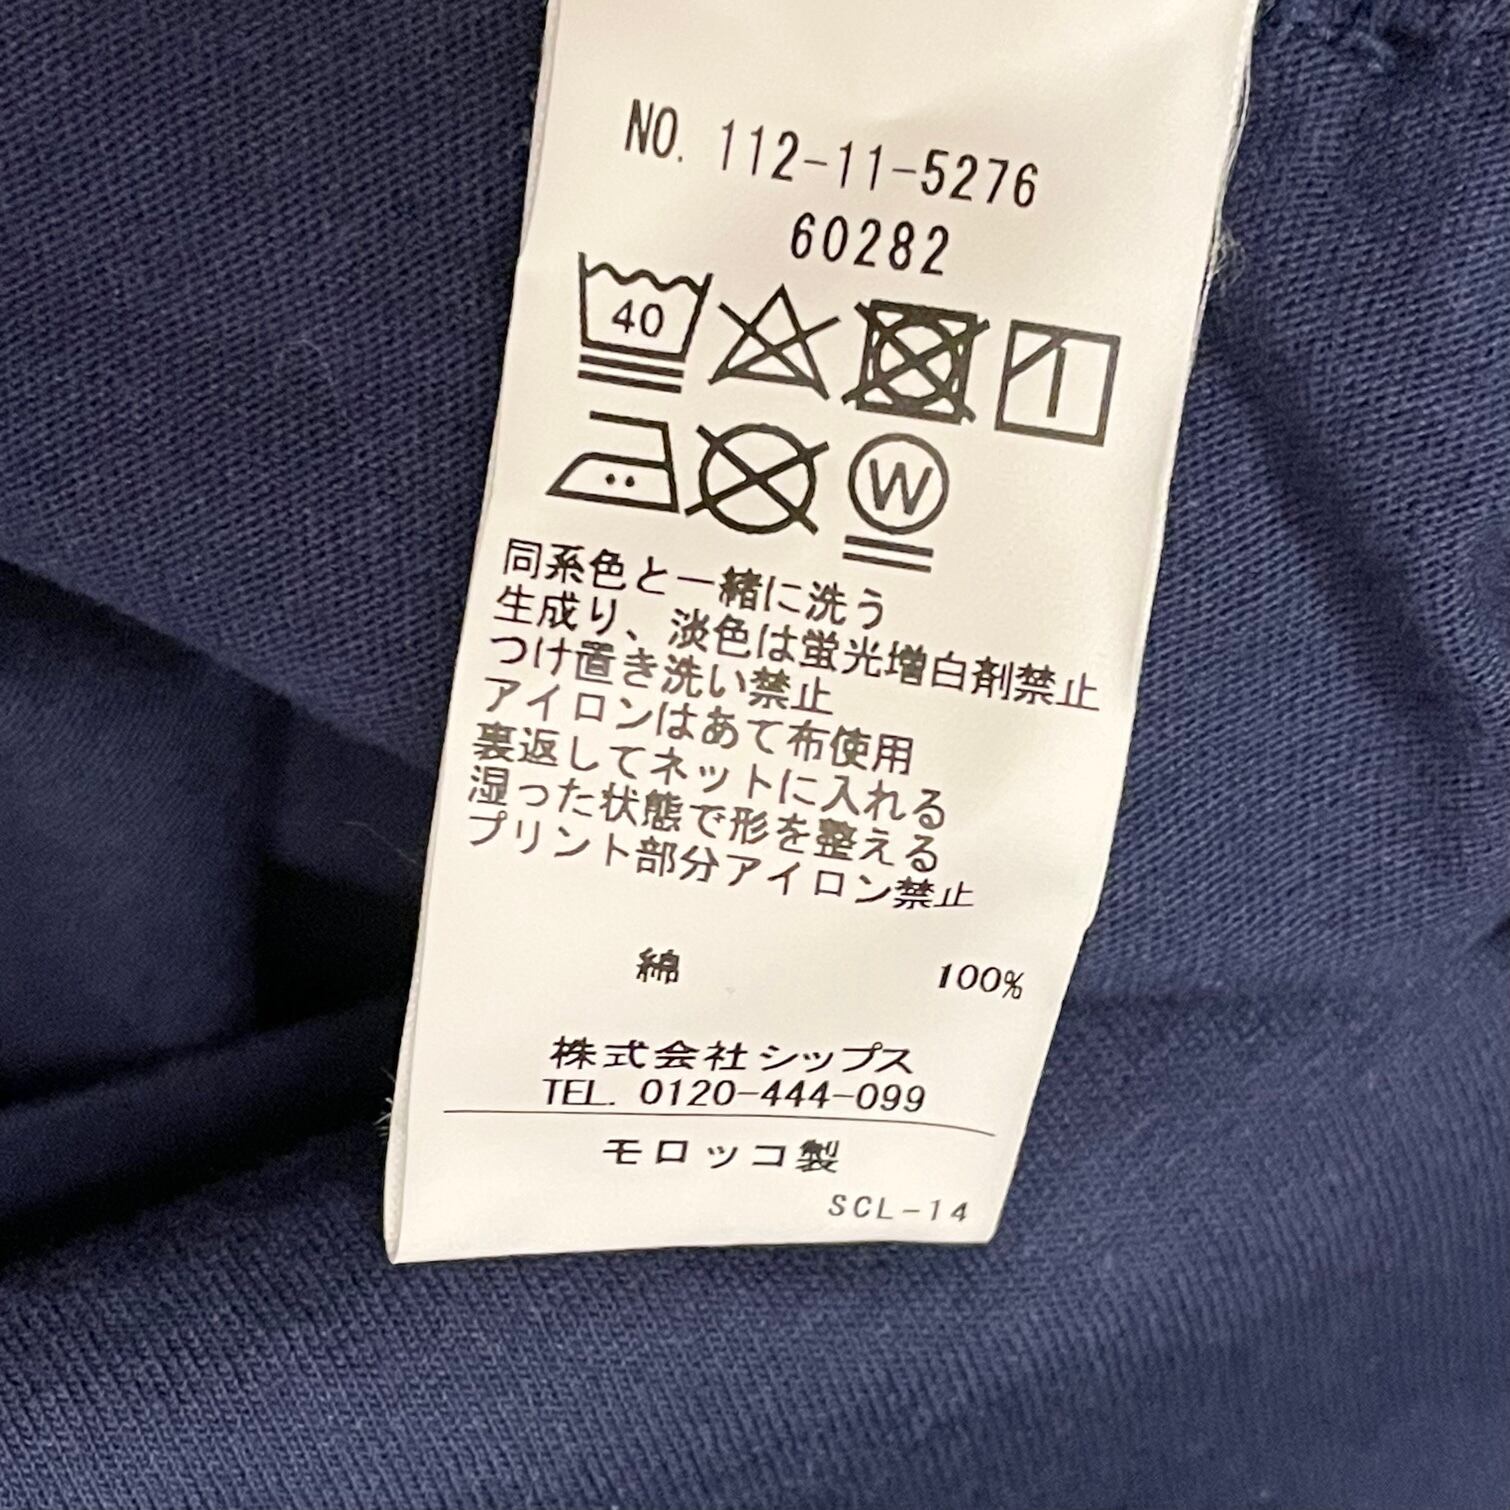 NO. 112-11-5276
60282
40
W
同系色と一緒に洗う
生成り、淡色は蛍光増白剤禁止
つけ置き洗い禁止
アイロンはあて布使用
裏返してネットに入れる
湿った状態で形を整える
プリント部分アイロン禁止
綿 100%
株式会社シップス
TEL. 0120-444-099
モロッコ製
SCL-14